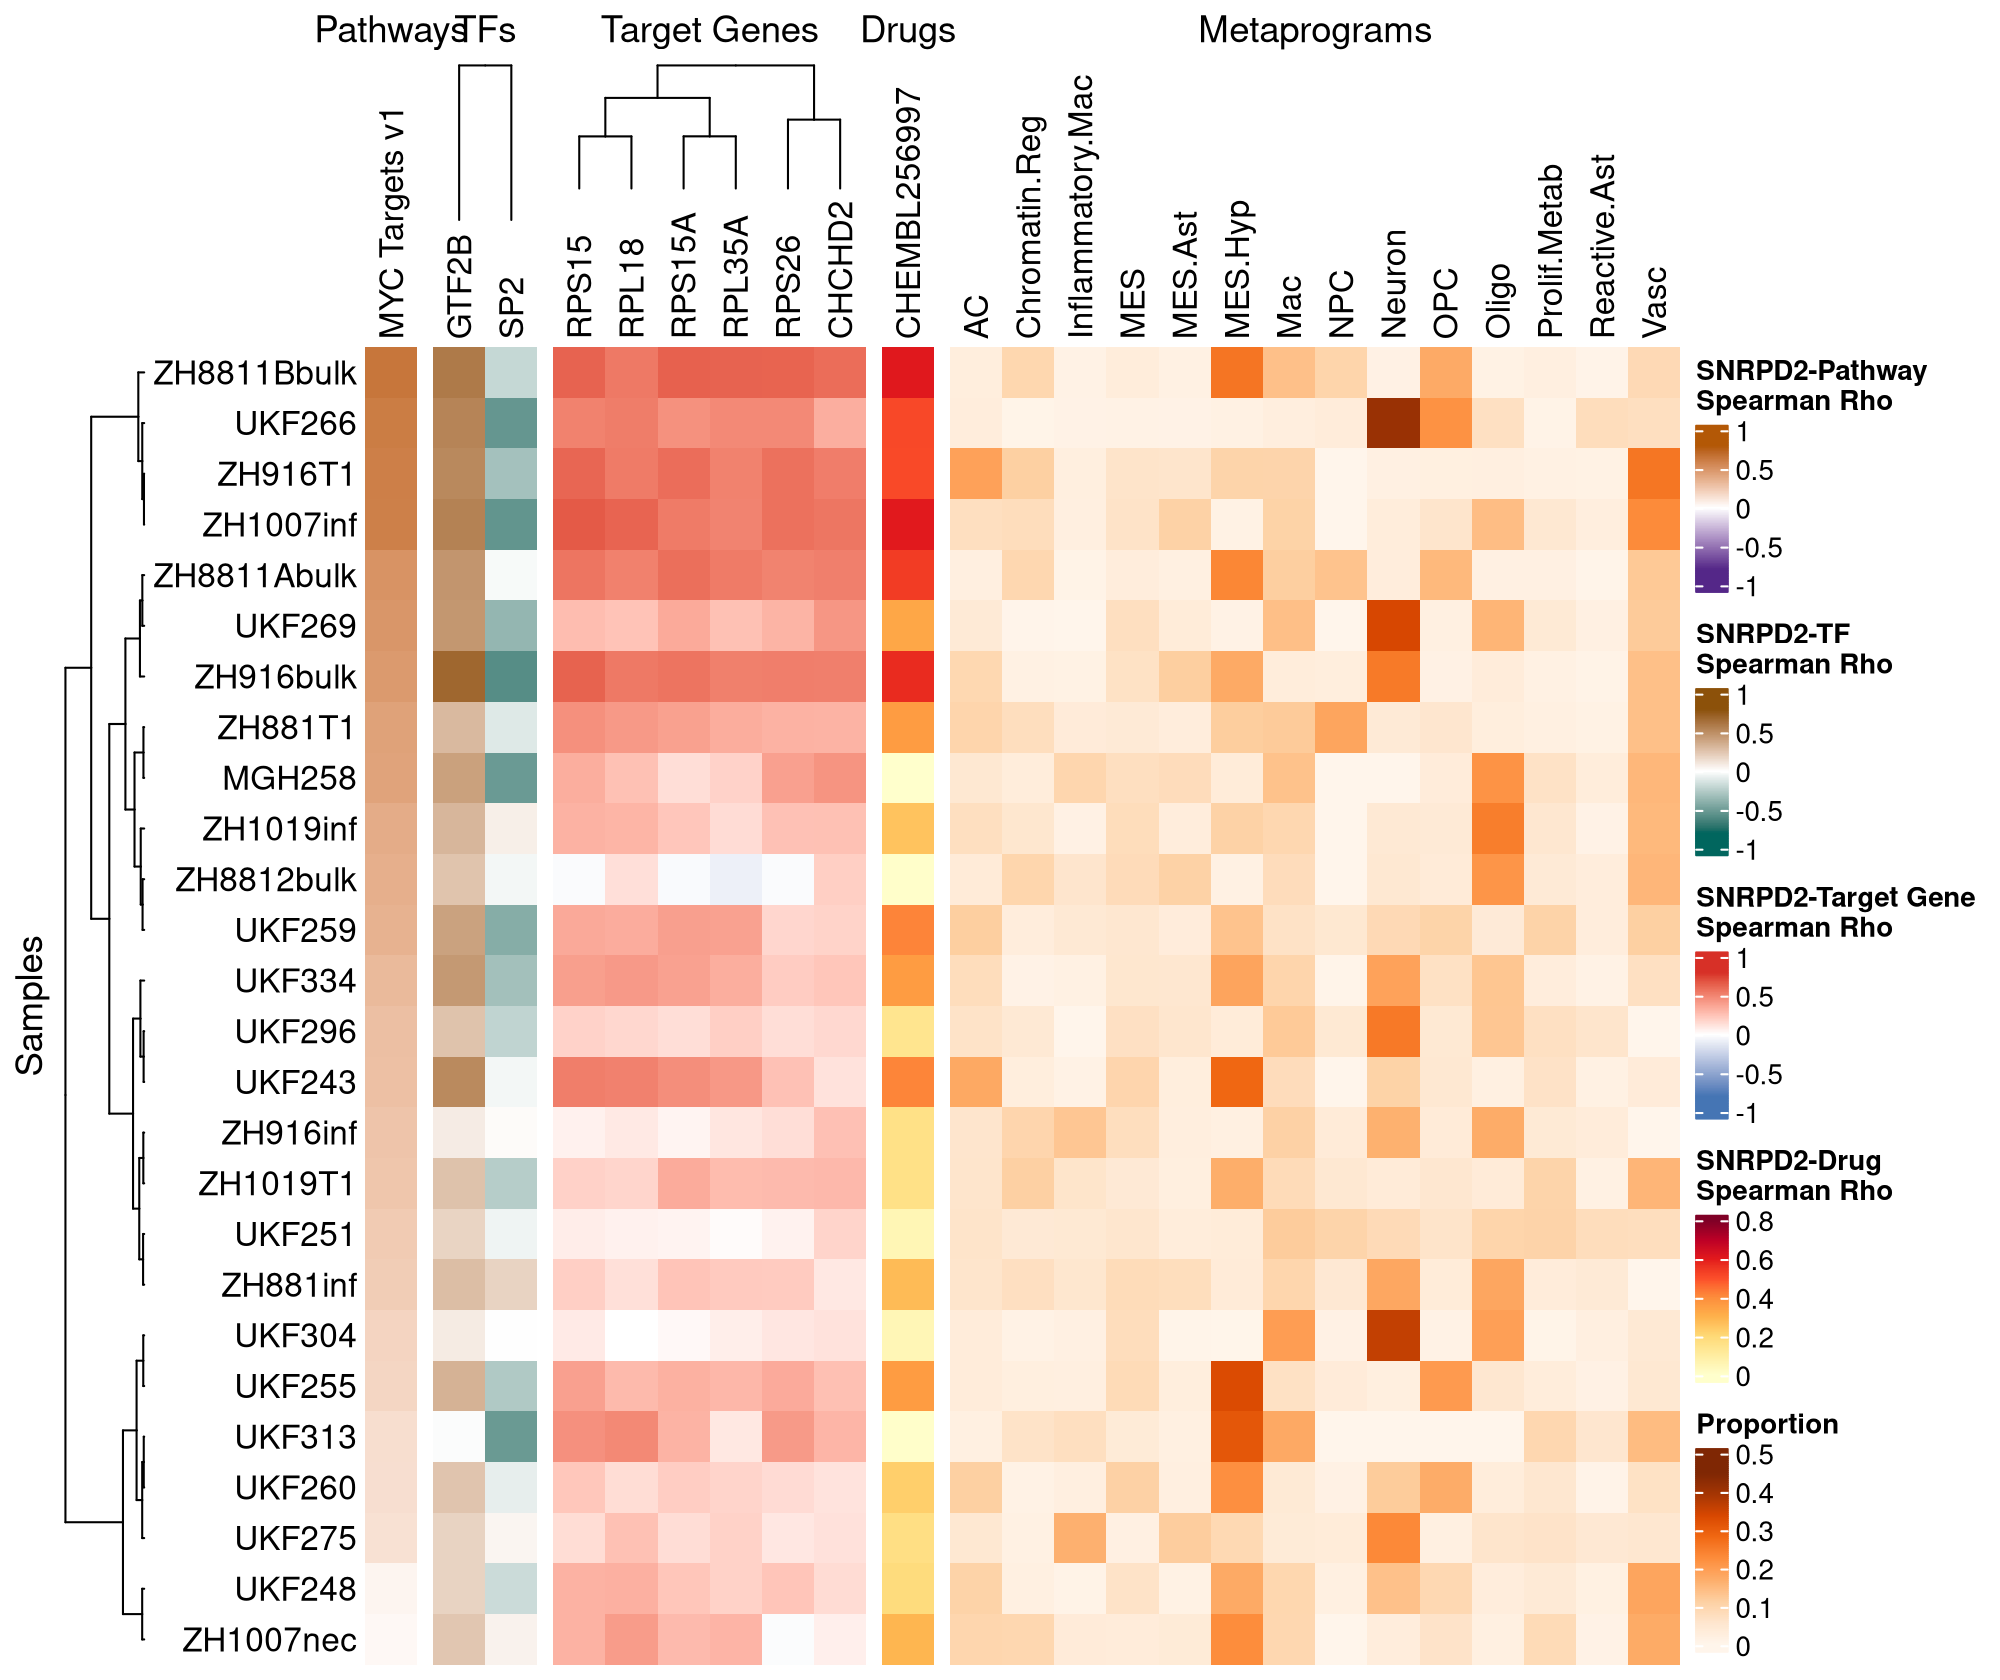 Pathways TFs Target Genes Drugs Metaprograms
MYC Targets v1
GTF2B
SP2
RPS15
RPL18
RPS15A
RPL35A
RPS26
CHCHD2
CHEMBL256997
AC
Chromatin.Reg
Inflammatory.Mac
MES
MES.Ast
MES.Hyp
Mac
NPC
Neuron
OPC
Oligo
Prolif.Metab
Reactive.Ast
Vasc
Samples
ZH8811Bbulk
UKF266
ZH916T1
ZH1007inf
ZH8811Abulk
UKF269
ZH916bulk
ZH881T1
MGH258
ZH1019inf
ZH8812bulk
UKF259
UKF334
UKF296
UKF243
ZH916inf
ZH1019T1
UKF251
ZH881inf
UKF304
UKF255
UKF313
UKF260
UKF275
UKF248
ZH1007nec
SNRPD2-Pathway
Spearman Rho
1
0.5
0
-0.5
-1
SNRPD2-TF
Spearman Rho
1
0.5
0
-0.5
-1
SNRPD2-Target Gene
Spearman Rho
1
0.5
0
-0.5
-1
SNRPD2-Drug
Spearman Rho
0.8
0.6
0.4
0.2
0
Proportion
0.5
0.4
0.3
0.2
0.1
0